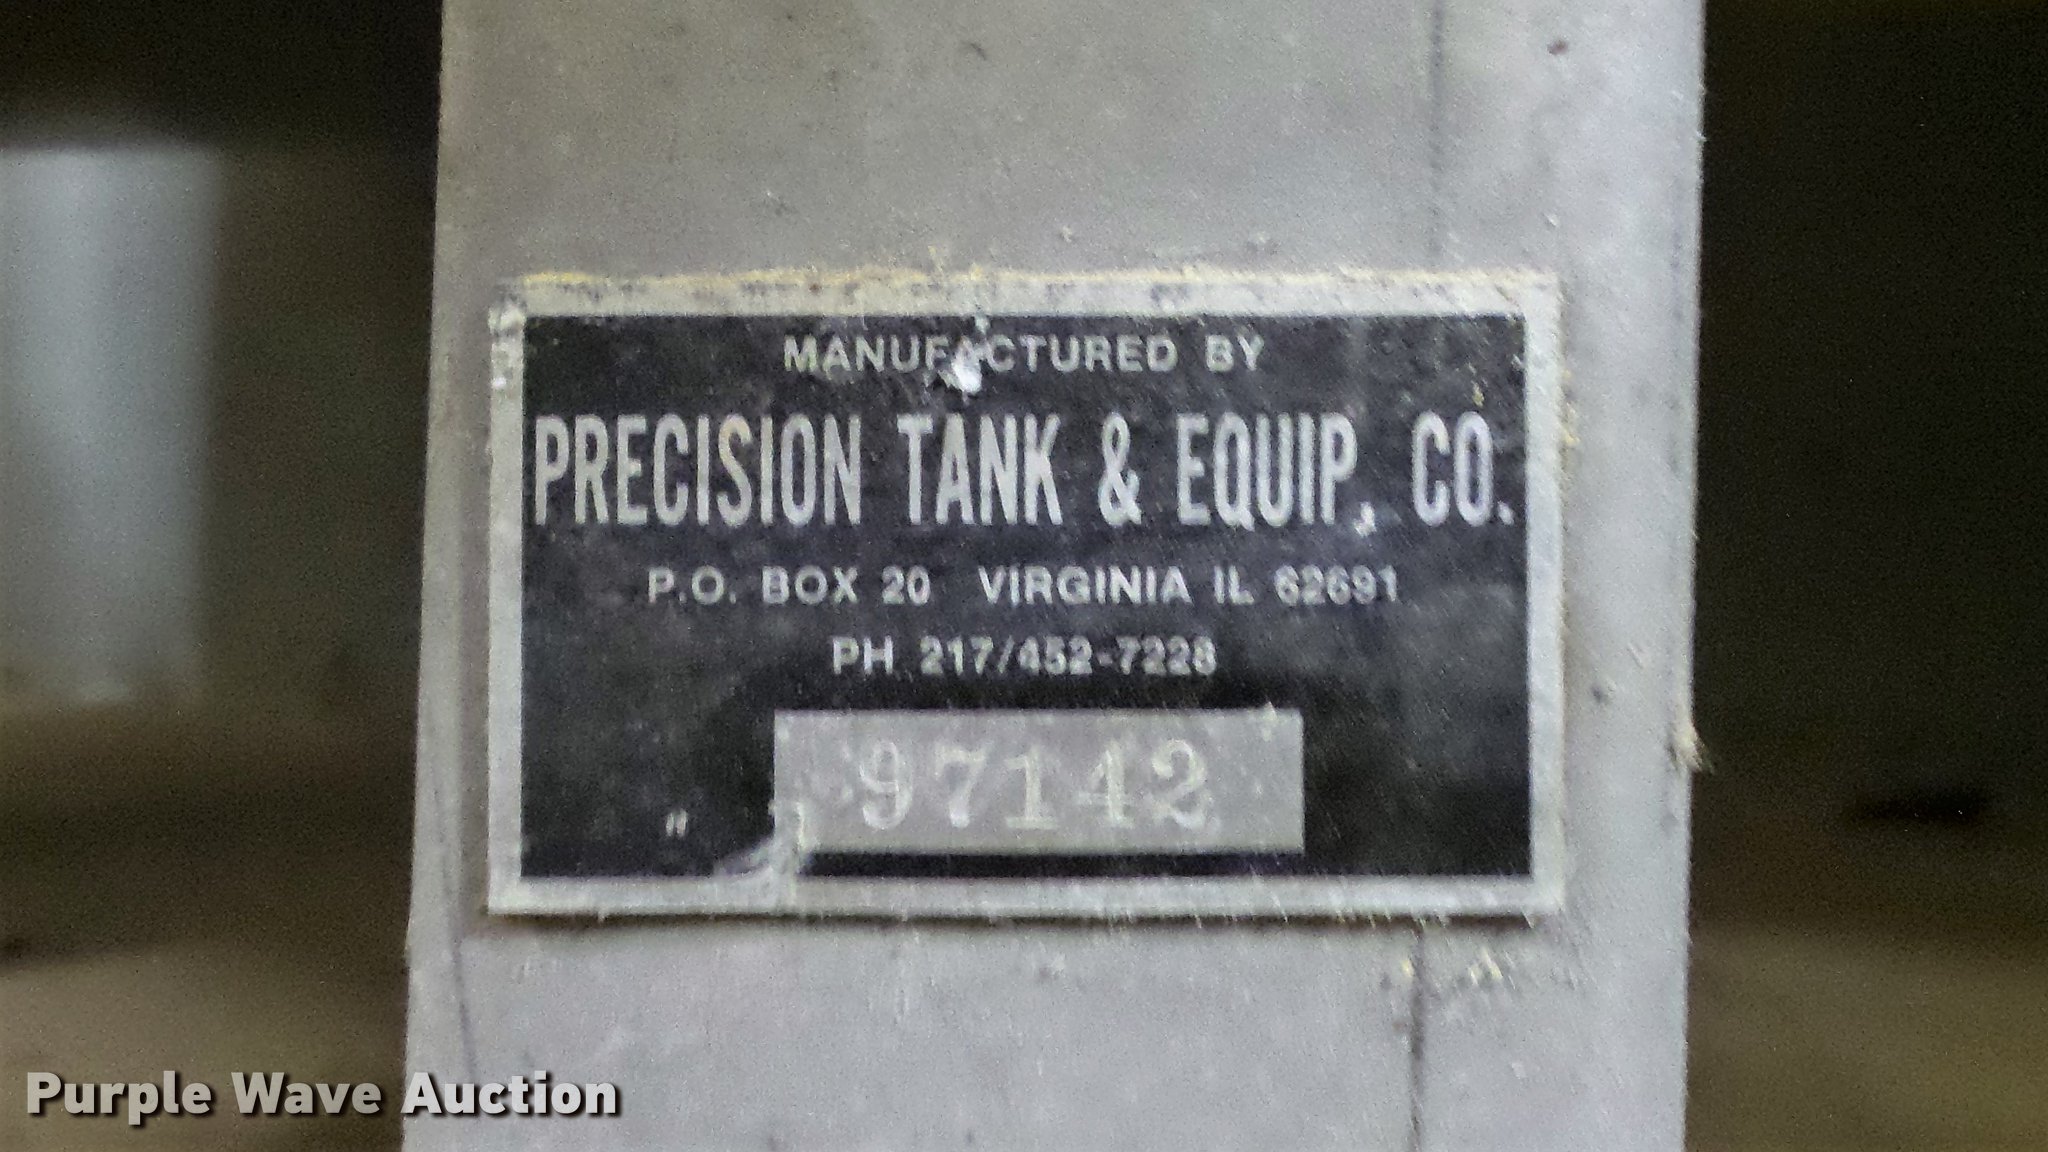 MANUFACTURED BY
PRECISION TANK & EQUIP. CO.
P.O. BOX 20 VIRGINIA IL 62691
PH 217/452-7228
97142
Purple Wave Auction